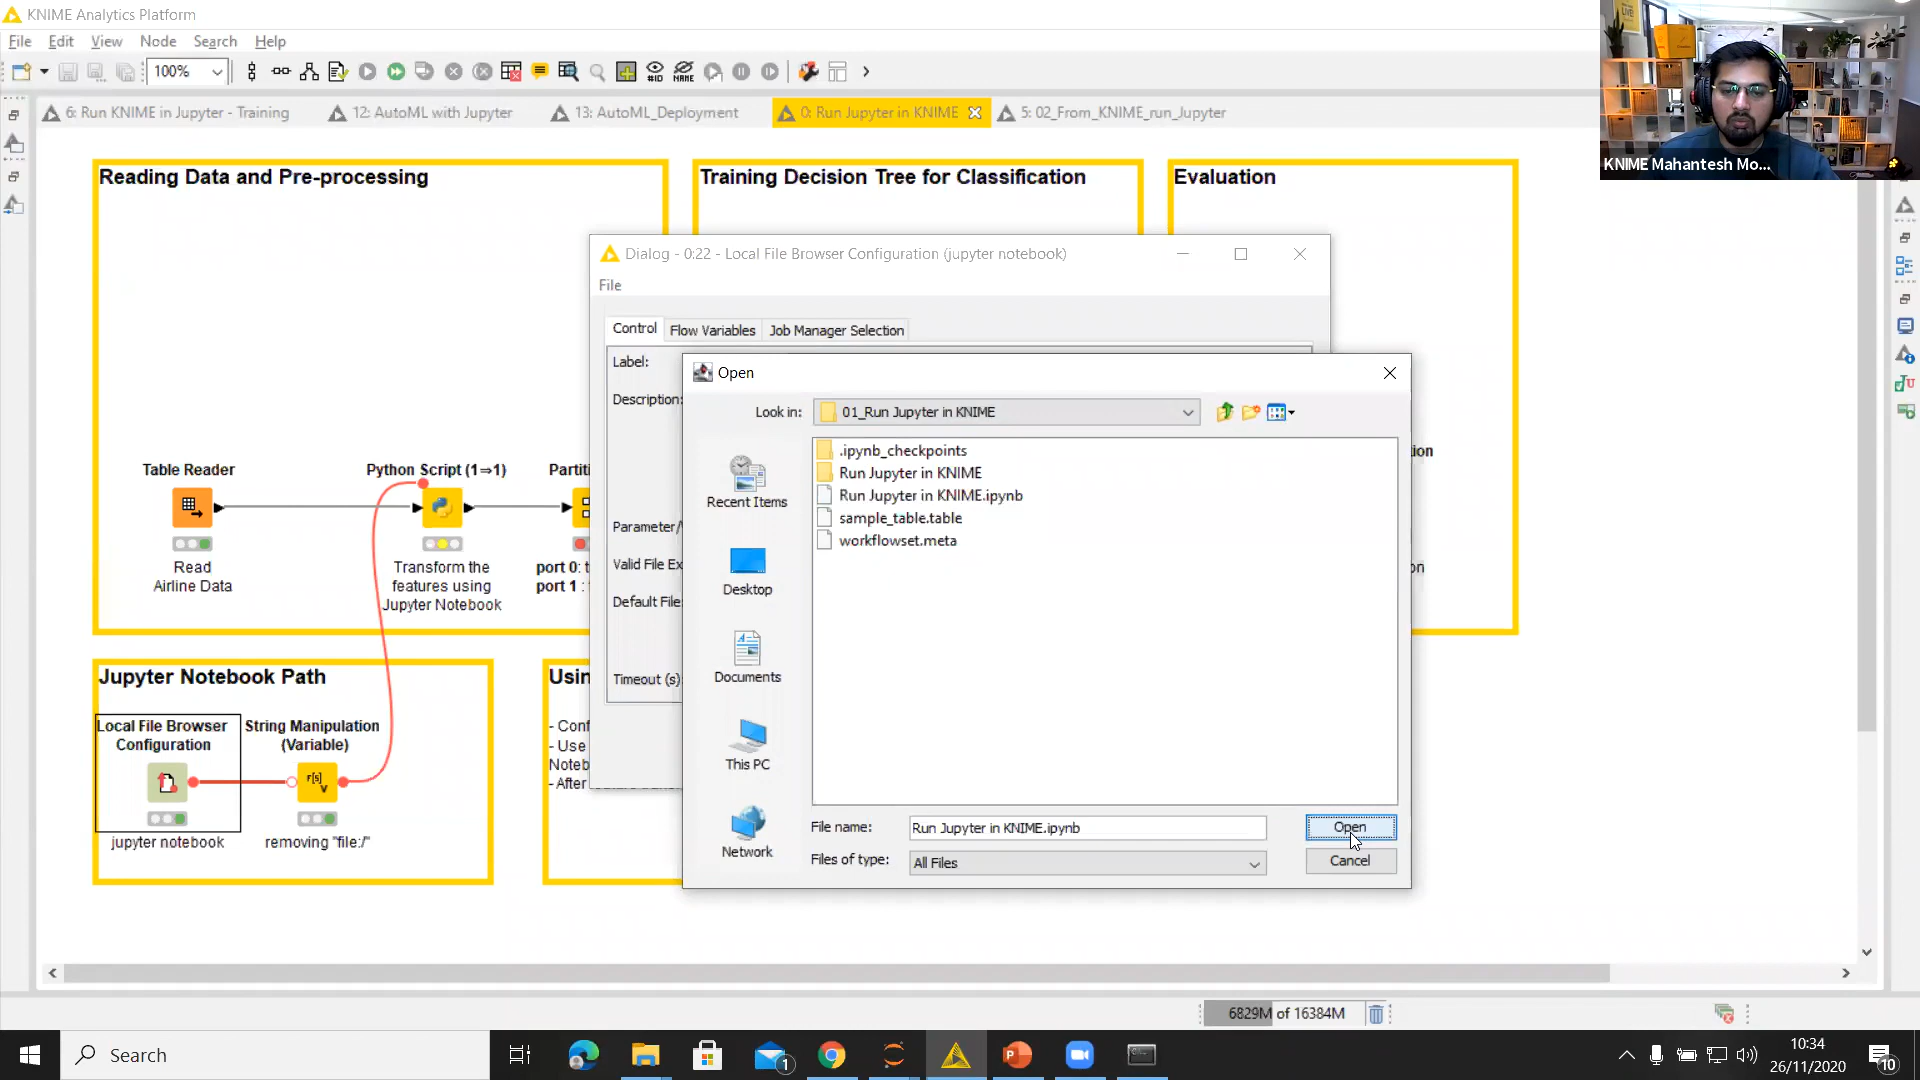 KNIME Analytics Platform
File Edit View Node Search Help
100%
#ID
NAME
6: Run KNIME in Jupyter - Training
12: AutoML with Jupyter
13: AutoML_Deployment
0: Run Jupyter in KNIME
5: 02_From_KNIME_run_Jupyter
KNIME Mahantesh Mo...
Reading Data and Pre-processing
Training Decision Tree for Classification
Evaluation
Dialog - 0:22 - Local File Browser Configuration (jupyter notebook)
File
Control Flow Variables Job Manager Selection
Label:
Description:
Parameter/
Valid File Ex
Default File
Timeout (s)
Open
Look in: 01_Run Jupyter in KNIME
Recent Items
Desktop
Documents
This PC
Network
.ipynb_checkpoints
Run Jupyter in KNIME
Run Jupyter in KNIME.ipynb
sample_table.table
workflowset.meta
File name: Run Jupyter in KNIME.ipynb
Open
Files of type: All Files
Cancel
Table Reader
Read
Airline Data
Python Script (1⇒1)
Transform the
features using
Jupyter Notebook
Partiti
port 0: t
port 1 :
ion
on
Jupyter Notebook Path
Local File Browser
Configuration
jupyter notebook
String Manipulation
(Variable)
removing "file:/"
Usin
- Conf
- Use
Noteb
- After
6829M of 16384M
Search
1
10:34
26/11/2020
10